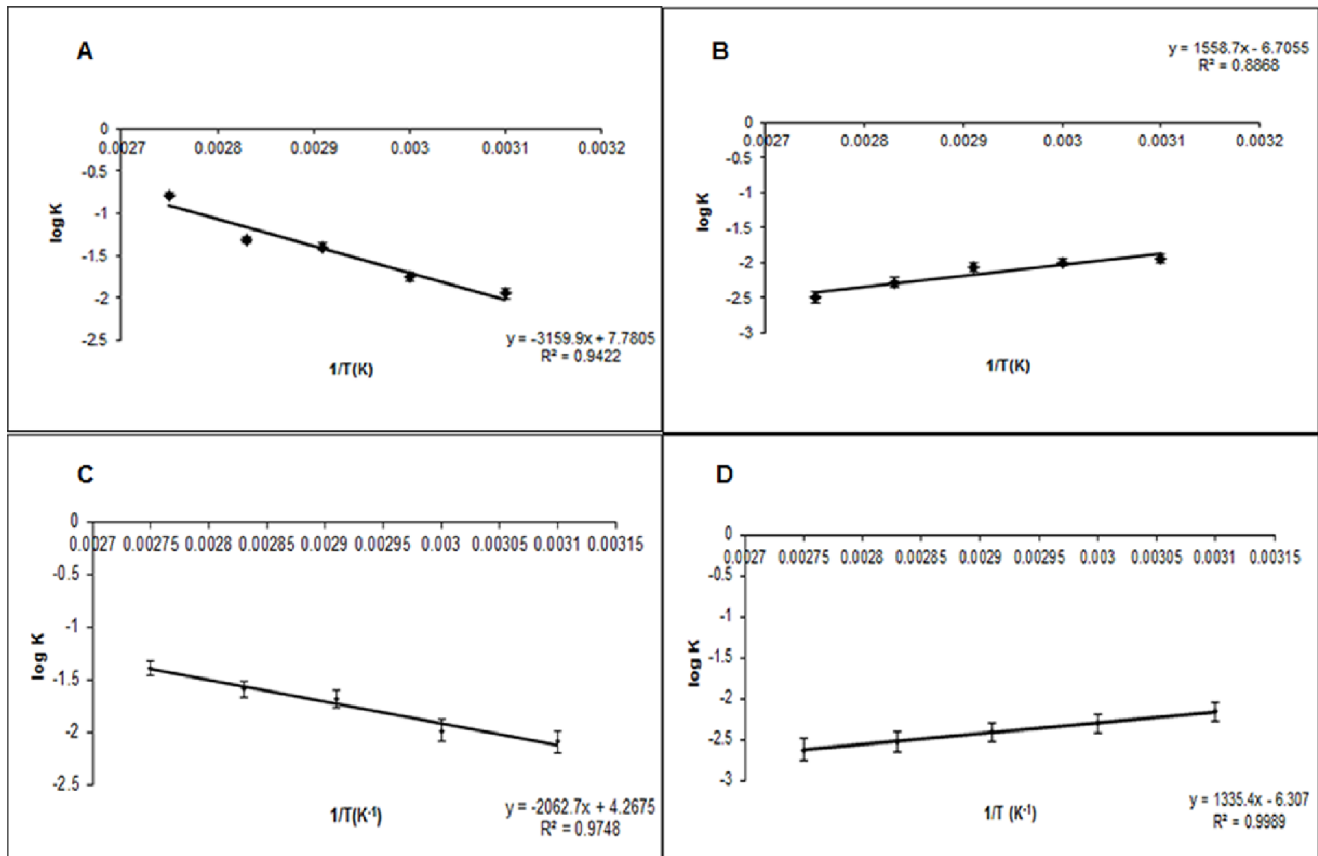 A
0
0.0027 0.0028 0.0029 0.003 0.0031 0.0032
-0.5
-1
-1.5
-2
-2.5
log K
1/T(K)
y = -3159.9x + 7.7805
R² = 0.9422
B
y = 1558.7x - 6.7055
R² = 0.8868
0
0.0027 0.0028 0.0029 0.003 0.0031 0.0032
-0.5
-1
-1.5
-2
-2.5
-3
log K
1/T(K)
C
0
0.0027 0.00275 0.0028 0.00285 0.0029 0.00295 0.003 0.00305 0.0031 0.00315
-0.5
-1
-1.5
-2
-2.5
log K
1/T(K⁻¹)
y = -2062.7x + 4.2675
R² = 0.9748
D
0
0.0027 0.00275 0.0028 0.00285 0.0029 0.00295 0.003 0.00305 0.0031 0.00315
-0.5
-1
-1.5
-2
-2.5
-3
log K
1/T (K⁻¹)
y = 1335.4x - 6.307
R² = 0.9989